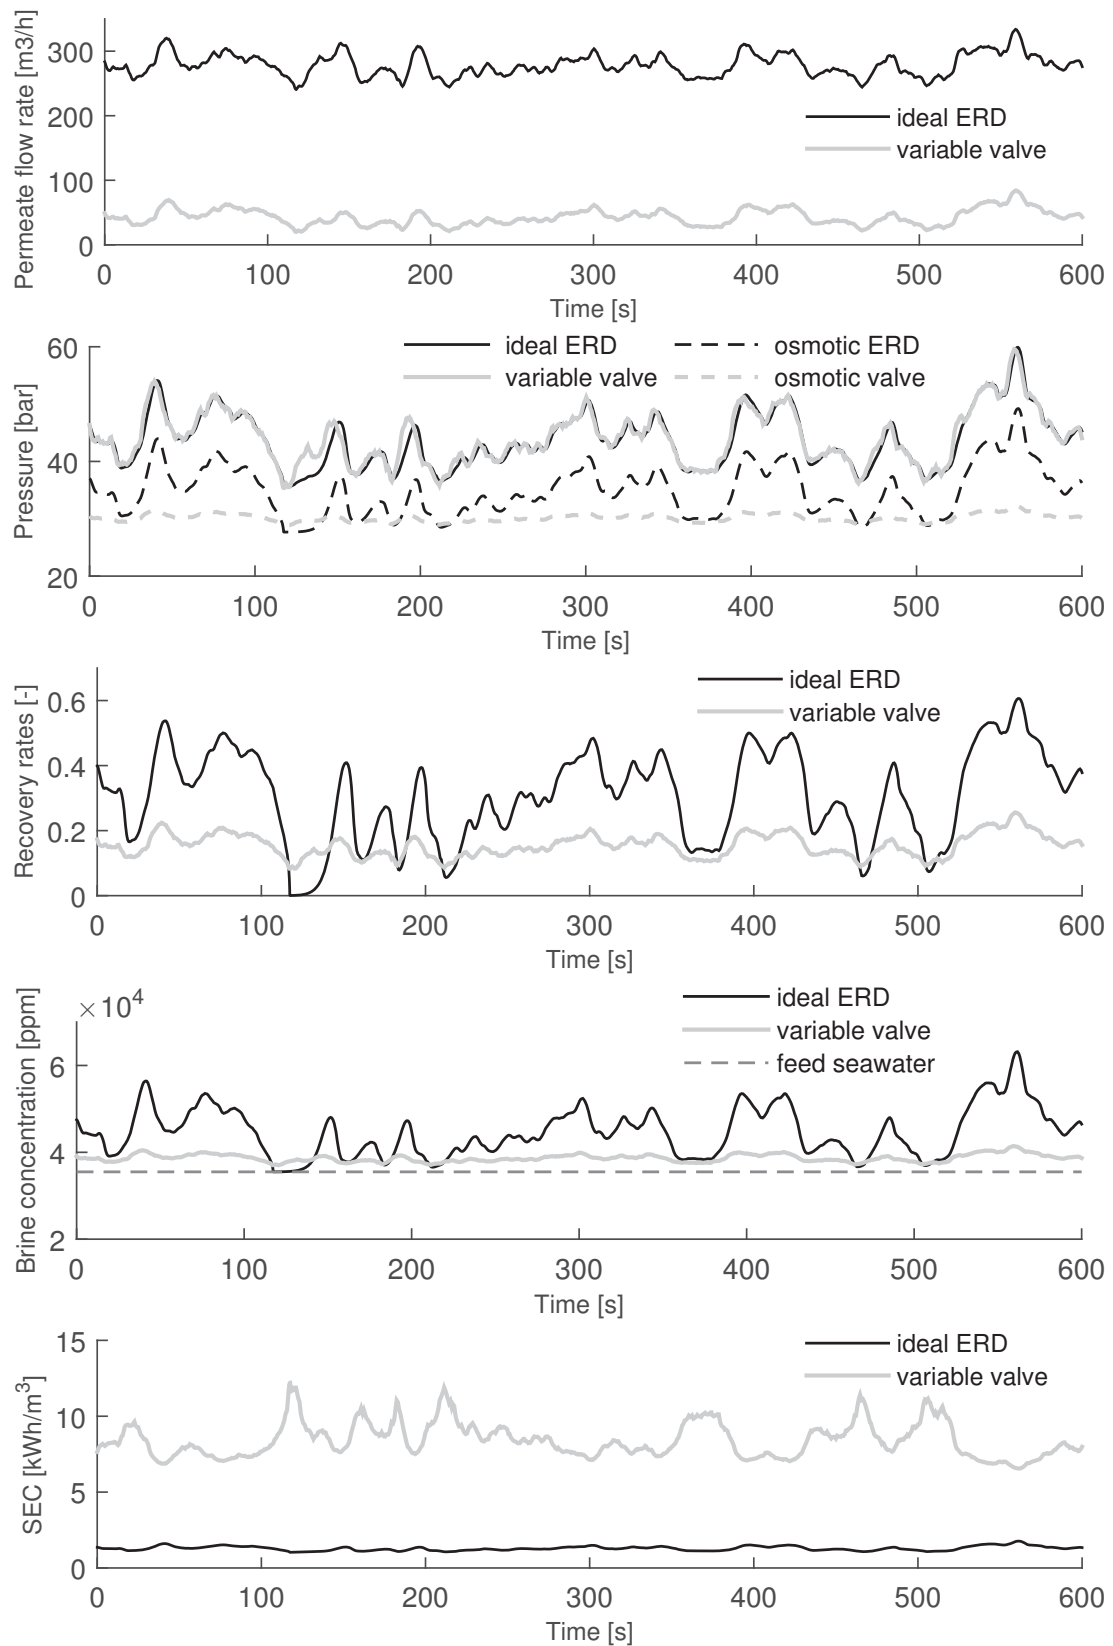 Permeate flow rate [m3/h]
300
200
100
0
ideal ERD
variable valve
0 100 200 300 400 500 600
Time [s]
Pressure [bar]
60
40
20
ideal ERD osmotic ERD
variable valve osmotic valve
0 100 200 300 400 500 600
Time [s]
Recovery rates [-]
0.6
0.4
0.2
0
ideal ERD
variable valve
0 100 200 300 400 500 600
Time [s]
Brine concentration [ppm]
×10⁴
6
4
2
ideal ERD
variable valve
feed seawater
0 100 200 300 400 500 600
Time [s]
SEC [kWh/m³]
15
10
5
0
ideal ERD
variable valve
0 100 200 300 400 500 600
Time [s]